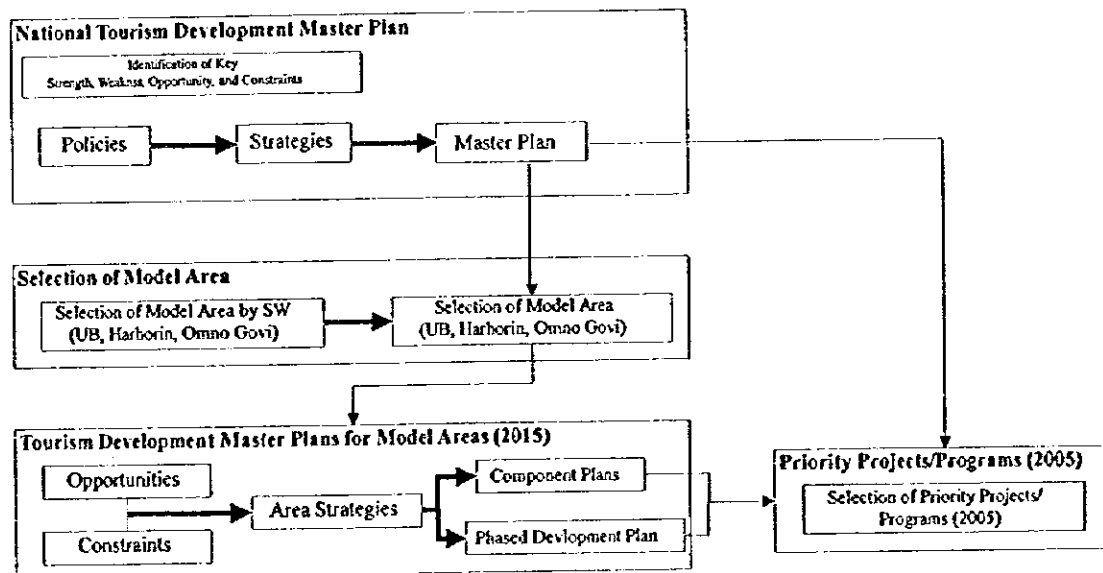 National Tourism Development Master Plan
Identification of Key
Strength, Weakness, Opportunity, and Constraints
Policies
Strategies
Master Plan
Selection of Model Area
Selection of Model Area by SW
(UB, Harhorin, Omno Govi)
Selection of Model Area
(UB, Harhorin, Omno Govi)
Tourism Development Master Plans for Model Areas (2015)
Opportunities
Constraints
Area Strategies
Component Plans
Phased Devlopment Plan
Priority Projects/Programs (2005)
Selection of Priority Projects/
Programs (2005)